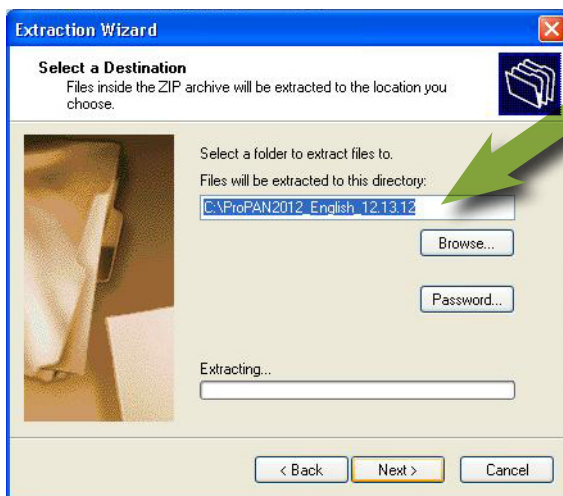 Extraction Wizard
Select a Destination
Files inside the ZIP archive will be extracted to the location you
choose.
Select a folder to extract files to.
Files will be extracted to this directory:
C:\ProPAN2012_English_12.13.12
Browse...
Password...
Extracting...
< Back
Next >
Cancel